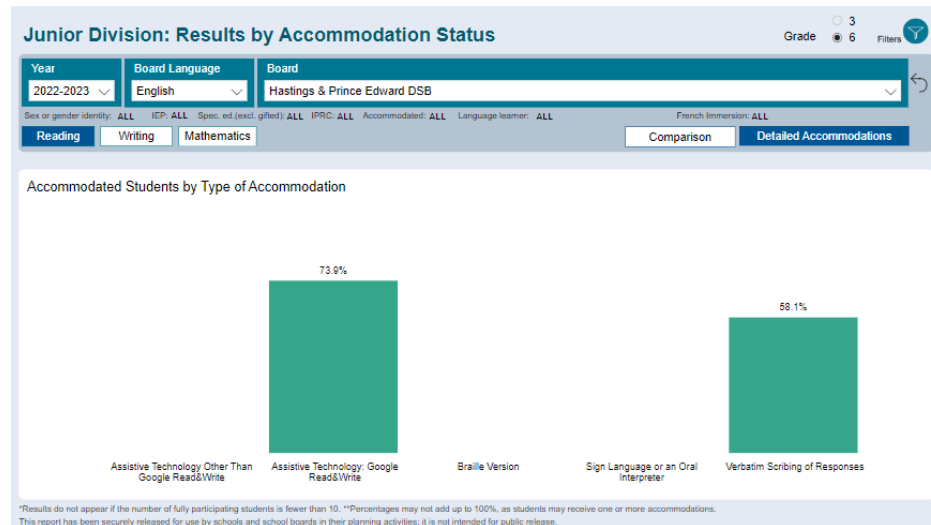 Junior Division: Results by Accommodation Status
Grade
3
6
Filters
Year
Board Language
Board
2022-2023
English
Hastings & Prince Edward DSB
Sex or gender identity: ALL IEP: ALL Spec. ed.(excl. gifted): ALL IPRC: ALL Accommodated: ALL Language learner: ALL French Immersion: ALL
Reading
Writing
Mathematics
Comparison
Detailed Accommodations
Accommodated Students by Type of Accommodation
73.9%
58.1%
Assistive Technology Other Than
Google Read&Write
Assistive Technology: Google
Read&Write
Braille Version
Sign Language or an Oral
Interpreter
Verbatim Scribing of Responses
*Results do not appear if the number of fully participating students is fewer than 10. **Percentages may not add up to 100%, as students may receive one or more accommodations.
This report has been securely released for use by schools and school boards in their planning activities; it is not intended for public release.